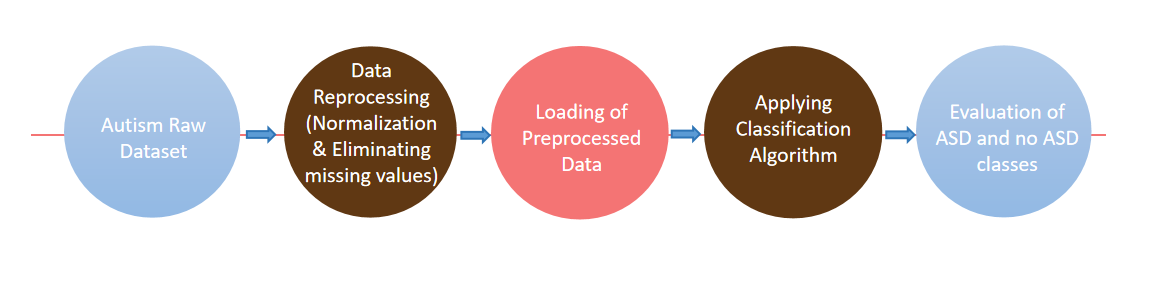 Autism Raw
Dataset
Data
Reprocessing
(Normalization
& Eliminating
missing values)
Loading of
Preprocessed
Data
Applying
Classification
Algorithm
Evaluation of
ASD and no ASD
classes